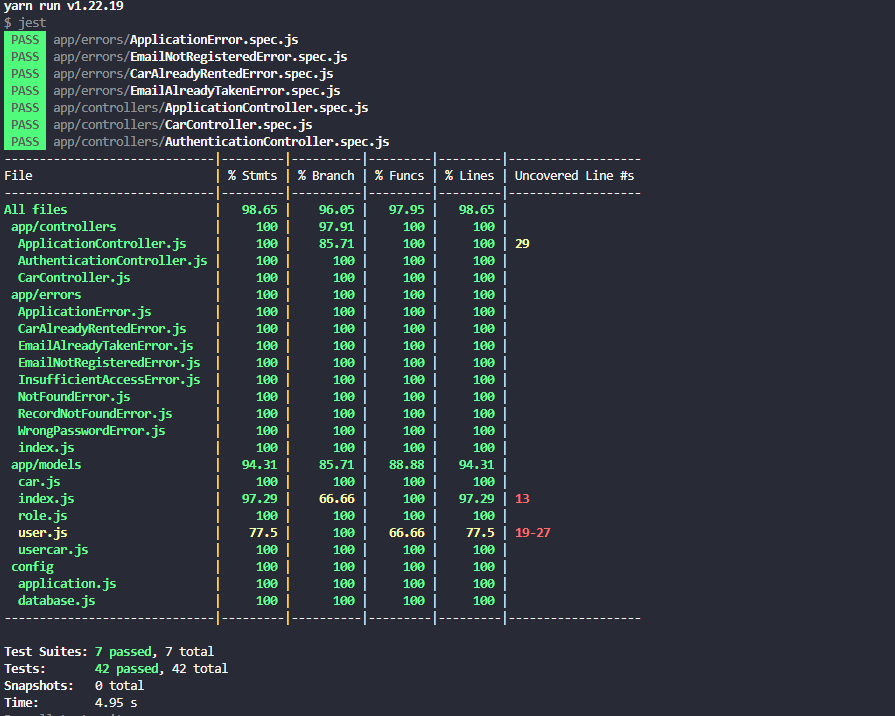 yarn run v1.22.19
$ jest
PASS app/errors/ApplicationError.spec.js
PASS app/errors/EmailNotRegisteredError.spec.js
PASS app/errors/CarAlreadyRentedError.spec.js
PASS app/errors/EmailAlreadyTakenError.spec.js
PASS app/controllers/ApplicationController.spec.js
PASS app/controllers/CarController.spec.js
PASS app/controllers/AuthenticationController.spec.js
------------------------------|---------|----------|---------|---------|-------------------
File                          | % Stmts | % Branch | % Funcs | % Lines | Uncovered Line #s
------------------------------|---------|----------|---------|---------|-------------------
All files                     |   98.65 |    96.05 |   97.95 |   98.65 |
 app/controllers              |     100 |    97.91 |     100 |     100 |
  ApplicationController.js    |     100 |    85.71 |     100 |     100 | 29
  AuthenticationController.js |     100 |      100 |     100 |     100 |
  CarController.js            |     100 |      100 |     100 |     100 |
 app/errors                   |     100 |      100 |     100 |     100 |
  ApplicationError.js         |     100 |      100 |     100 |     100 |
  CarAlreadyRentedError.js    |     100 |      100 |     100 |     100 |
  EmailAlreadyTakenError.js   |     100 |      100 |     100 |     100 |
  EmailNotRegisteredError.js  |     100 |      100 |     100 |     100 |
  InsufficientAccessError.js  |     100 |      100 |     100 |     100 |
  NotFoundError.js            |     100 |      100 |     100 |     100 |
  RecordNotFoundError.js      |     100 |      100 |     100 |     100 |
  WrongPasswordError.js       |     100 |      100 |     100 |     100 |
  index.js                    |     100 |      100 |     100 |     100 |
 app/models                   |   94.31 |    85.71 |   88.88 |   94.31 |
  car.js                      |     100 |      100 |     100 |     100 |
  index.js                    |   97.29 |    66.66 |     100 |   97.29 | 13
  role.js                     |     100 |      100 |     100 |     100 |
  user.js                     |    77.5 |      100 |   66.66 |    77.5 | 19-27
  usercar.js                  |     100 |      100 |     100 |     100 |
 config                       |     100 |      100 |     100 |     100 |
  application.js              |     100 |      100 |     100 |     100 |
  database.js                 |     100 |      100 |     100 |     100 |
------------------------------|---------|----------|---------|---------|-------------------
Test Suites: 7 passed, 7 total
Tests:       42 passed, 42 total
Snapshots:   0 total
Time:        4.95 s